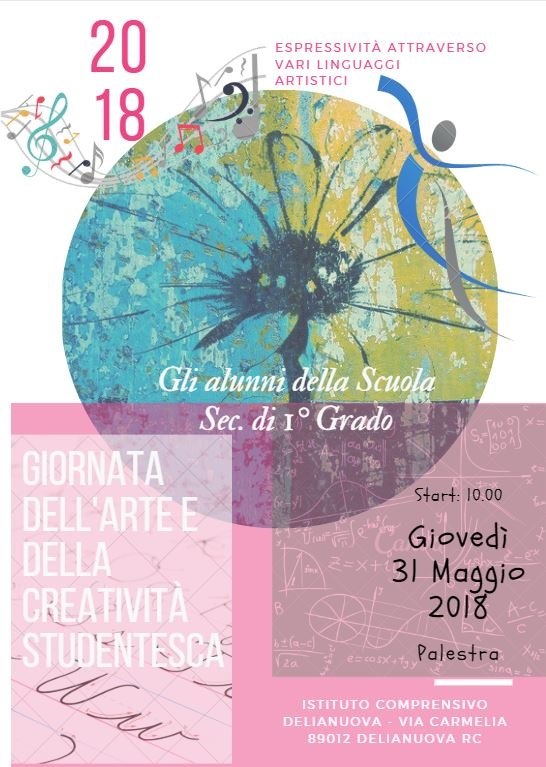 20
18
ESPRESSIVITÀ ATTRAVERSO
VARI LINGUAGGI
ARTISTICI
Gli alunni della Scuola
Sec. di 1° Grado
GIORNATA
DELL'ARTE E
DELLA
CREATIVITÀ
STUDENTESCA
Start: 10.00
Giovedì
31 Maggio
2018
Palestra
ISTITUTO COMPRENSIVO
DELIANUOVA - VIA CARMELIA
89012 DELIANUOVA RC